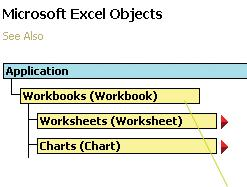 Microsoft Excel Objects
See Also
Application
Workbooks (Workbook)
Worksheets (Worksheet)
Charts (Chart)